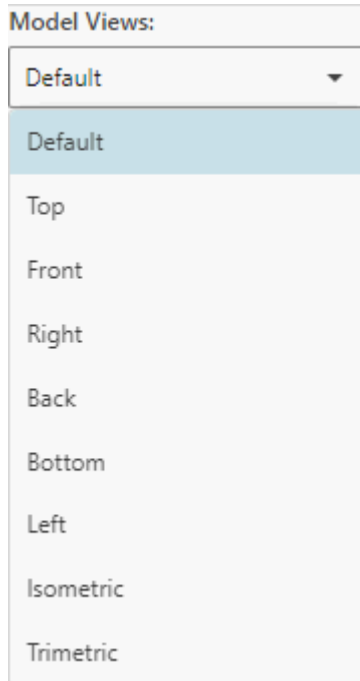 Model Views:
Default
Default
Top
Front
Right
Back
Bottom
Left
Isometric
Trimetric